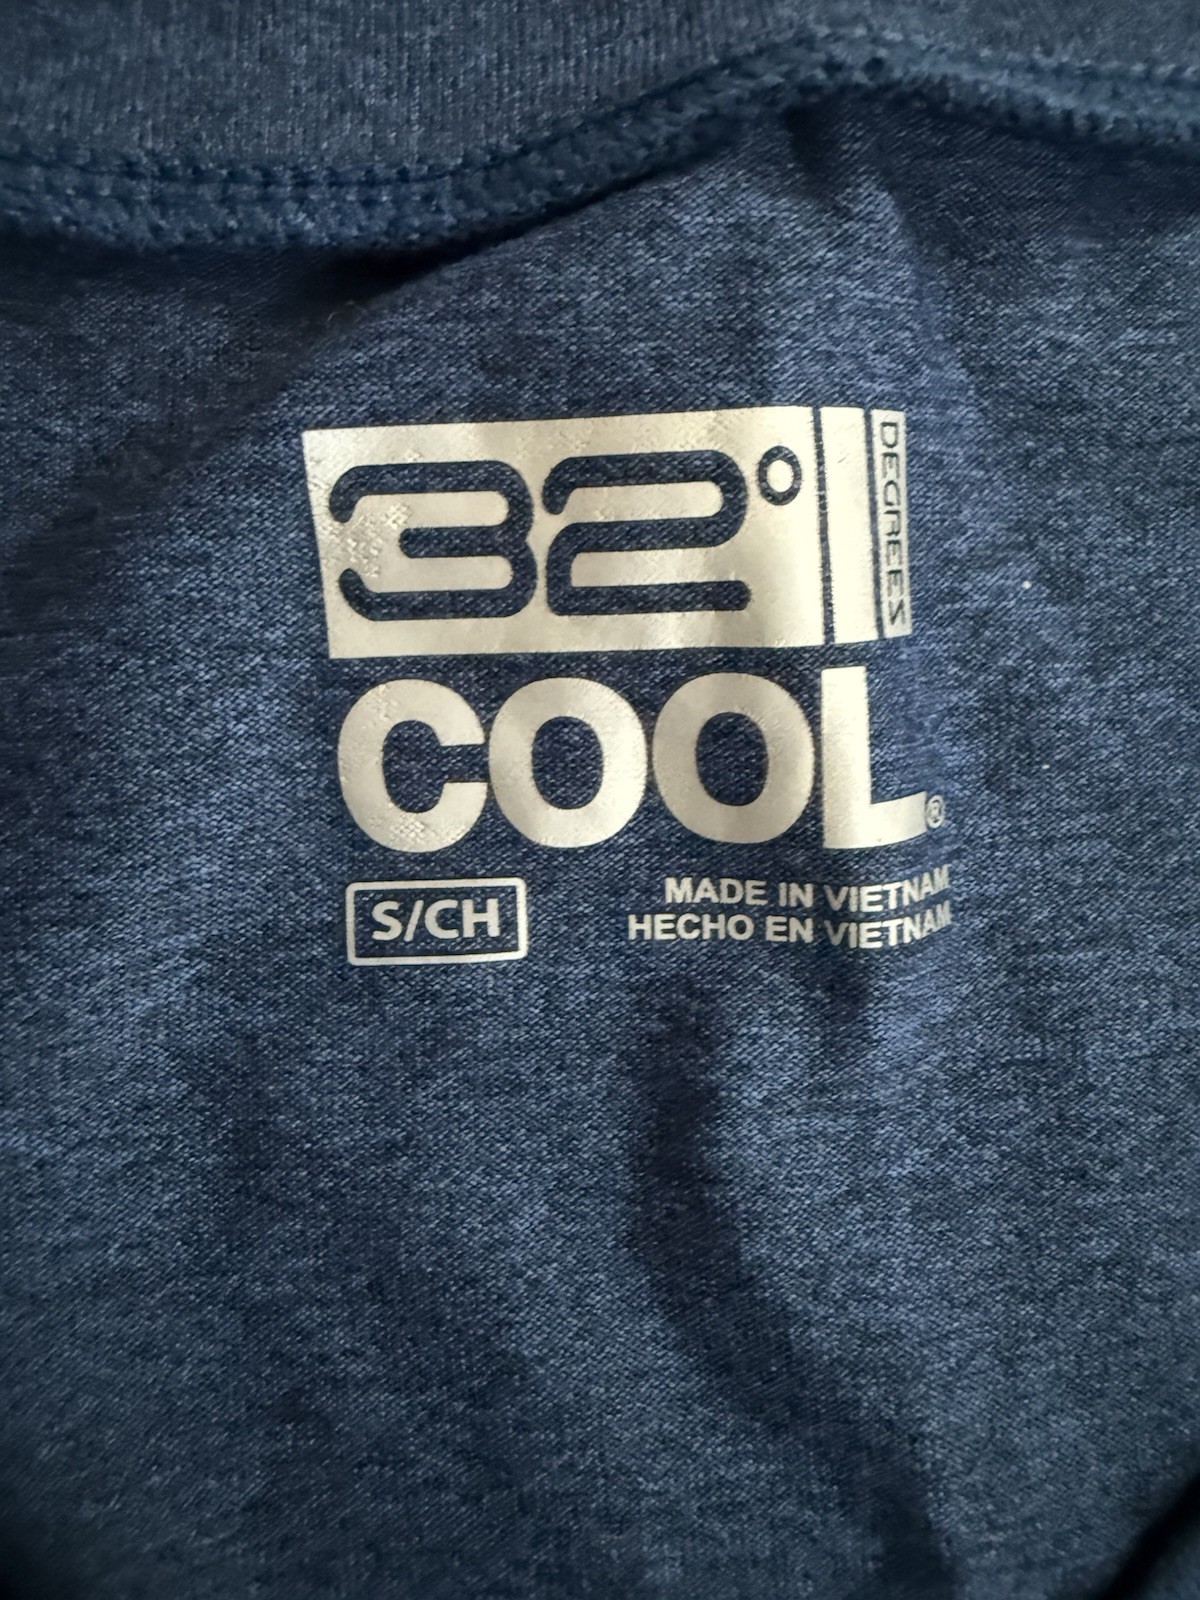 32° DEGREES
COOL®
S/CH
MADE IN VIETNAM
HECHO EN VIETNAM